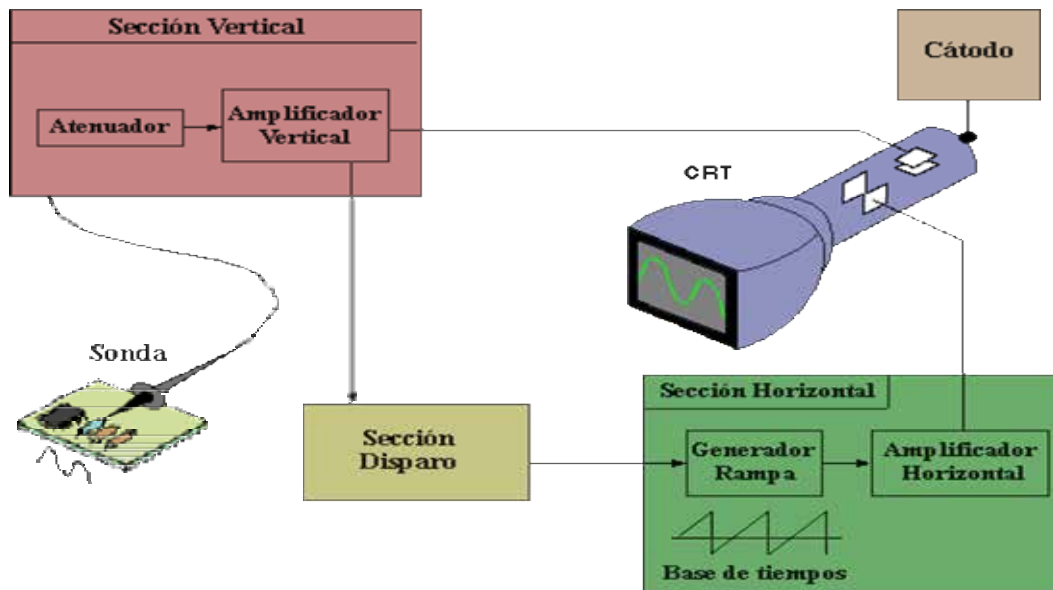 Sección Vertical
Atenuador
Amplificador
Vertical
Cátodo
CRT
Sonda
Sección
Disparo
Sección Horizontal
Generador
Rampa
Amplificador
Horizontal
Base de tiempos